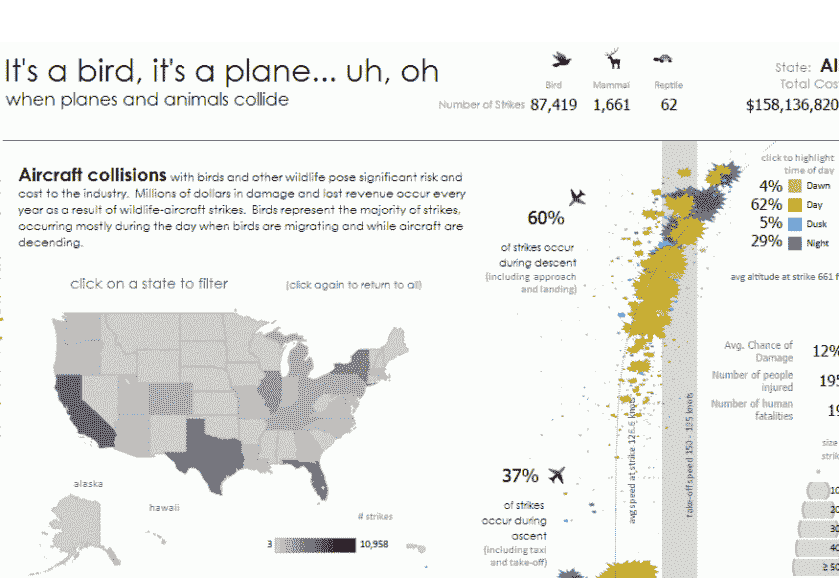 It's a bird, it's a plane... uh, oh
when planes and animals collide
Bird Mammal Reptile
Number of Strikes 87,419 1,661 62
State: Al
Total Cos
$158,136,820
Aircraft collisions with birds and other wildlife pose significant risk and
cost to the industry. Millions of dollars in damage and lost revenue occur every
year as a result of wildlife-aircraft strikes. Birds represent the majority of strikes,
occurring mostly during the day when birds are migrating and while aircraft are
decending.
click on a state to filter
(click again to return to all)
alaska
hawaii
# strikes
3 10,958
60%
of strikes occur
during descent
(including approach
and landing)
37%
of strikes
occur during
ascent
(including taxi
and take-off)
avg speed at strike 126.6 knots
take-off speed 150 - 195 knots
click to highlight
time of day
4% Dawn
62% Day
5% Dusk
29% Night
avg altitude at strike 661 f
Avg. Chance of
Damage
12%
Number of people
injured
195
Number of human
fatalities
19
size
strik
10
20
30
40
≥50